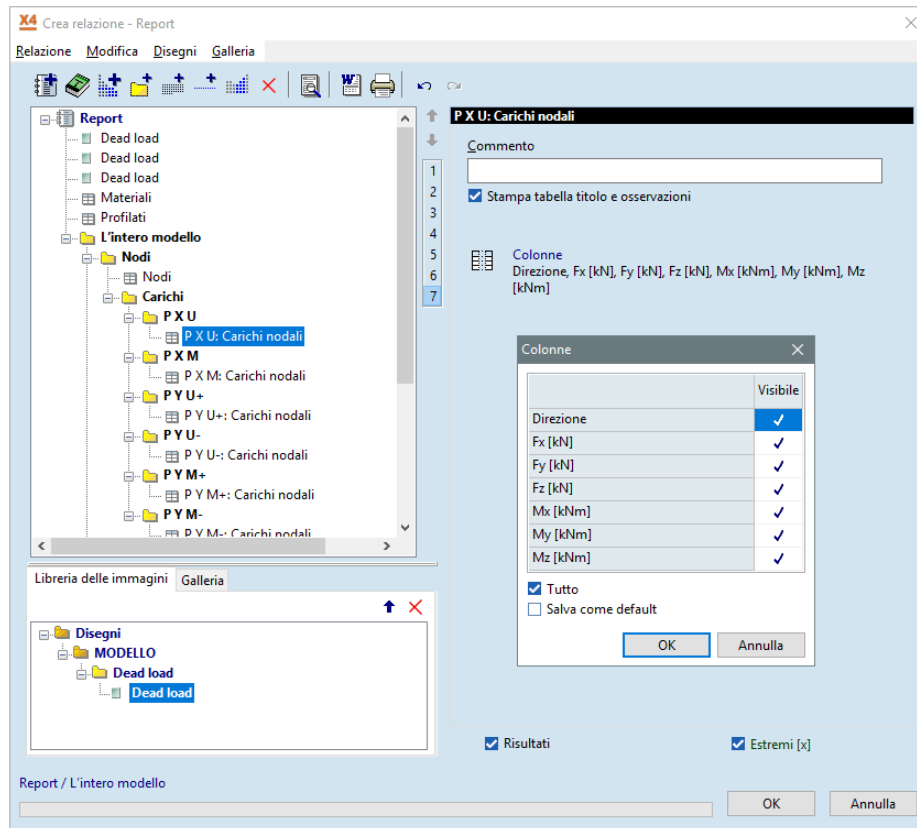 X4 Crea relazione - Report
Relazione Modifica Disegni Galleria
Report
Dead load
Dead load
Dead load
Materiali
Profilati
L'intero modello
Nodi
Nodi
Carichi
P X U
P X U: Carichi nodali
P X M
P X M: Carichi nodali
P Y U+
P Y U+: Carichi nodali
P Y U-
P Y U-: Carichi nodali
P Y M+
P Y M+: Carichi nodali
P Y M-
P Y M-: Carichi nodali
1
2
3
4
5
6
7
P X U: Carichi nodali
Commento
Stampa tabella titolo e osservazioni
Colonne
Direzione, Fx [kN], Fy [kN], Fz [kN], Mx [kNm], My [kNm], Mz
[kNm]
Colonne
Visibile
Direzione
Fx [kN]
Fy [kN]
Fz [kN]
Mx [kNm]
My [kNm]
Mz [kNm]
Tutto
Salva come default
OK Annulla
Libreria delle immagini Galleria
Disegni
MODELLO
Dead load
Dead load
Risultati Estremi [x]
Report / L'intero modello
OK Annulla